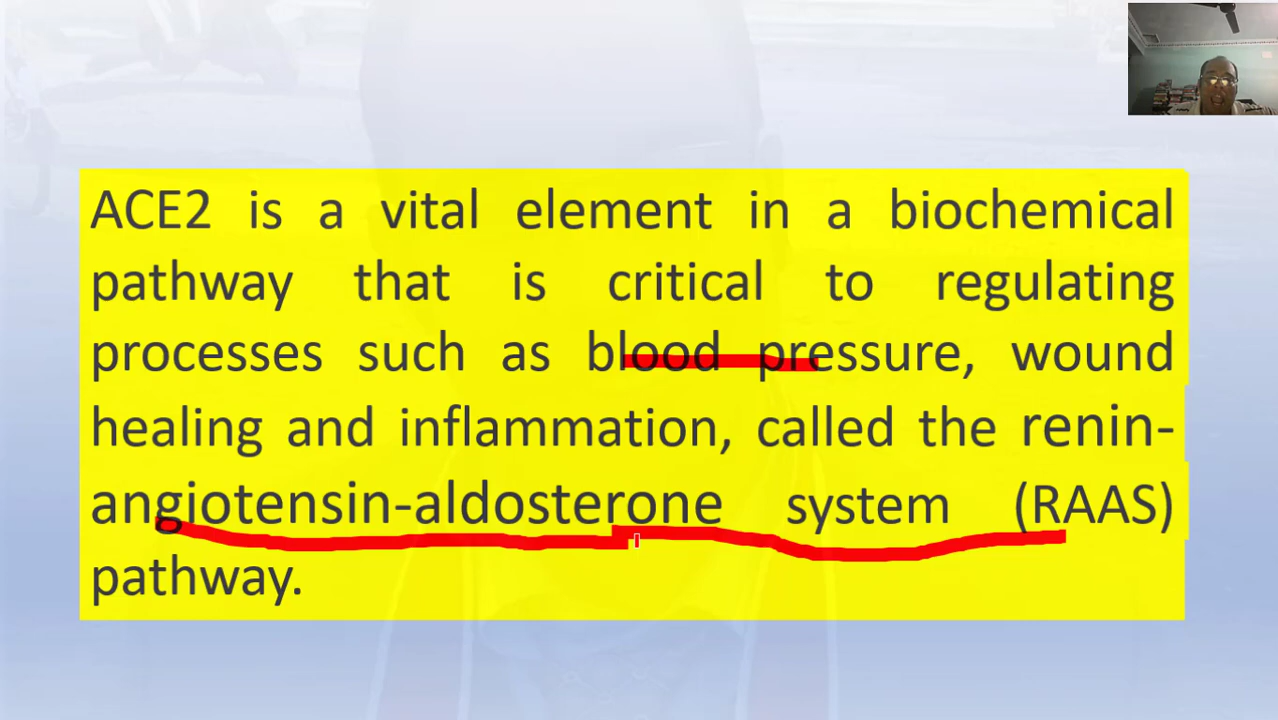 ACE2 is a vital element in a biochemical
pathway that is critical to regulating
processes such as blood pressure, wound
healing and inflammation, called the renin-
angiotensin-aldosterone system (RAAS)
pathway.